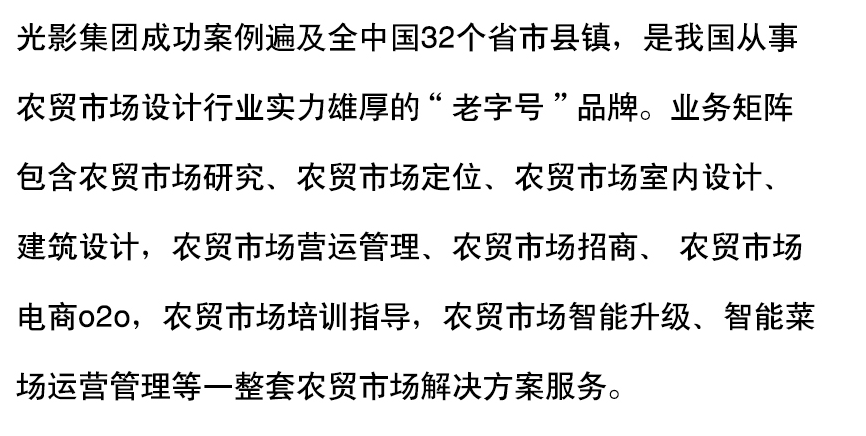 光影集团成功案例遍及全中国32个省市县镇，是我国从事
农贸市场设计行业实力雄厚的“老字号”品牌。业务矩阵
包含农贸市场研究、农贸市场定位、农贸市场室内设计、
建筑设计，农贸市场营运管理、农贸市场招商、 农贸市场
电商o2o，农贸市场培训指导，农贸市场智能升级、智能菜
场运营管理等一整套农贸市场解决方案服务。